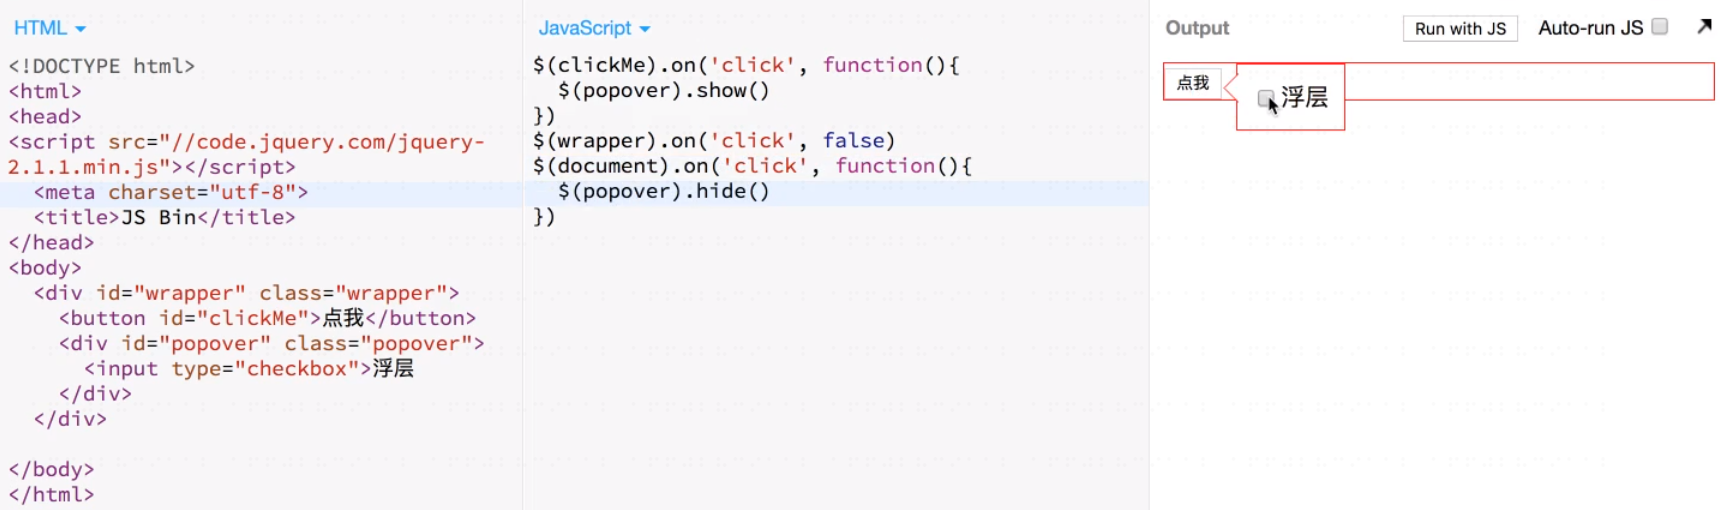 HTML
<!DOCTYPE html>
<html>
<head>
<script src="//code.jquery.com/jquery-
2.1.1.min.js"></script>
<meta charset="utf-8">
<title>JS Bin</title>
</head>
<body>
<div id="wrapper" class="wrapper">
<button id="clickMe">点我</button>
<div id="popover" class="popover">
<input type="checkbox">浮层
</div>
</div>
</body>
</html>
JavaScript
$(clickMe).on('click', function(){
$(popover).show()
})
$(wrapper).on('click', false)
$(document).on('click', function(){
$(popover).hide()
})
Output Run with JS Auto-run JS
点我 浮层